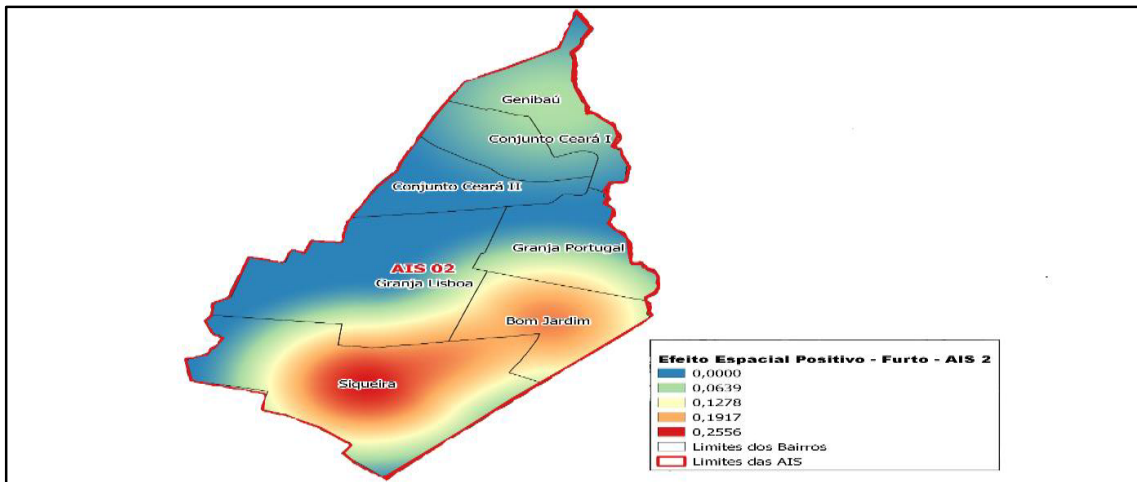 Genibaú
Conjunto Ceará I
Conjunto Ceará II
Granja Portugal
AIS 02
Granja Lisboa
Bom Jardim
Siqueira
Efeito Espacial Positivo - Furto - AIS 2
0,0000
0,0639
0,1278
0,1917
0,2556
Limites dos Bairros
Limites das AIS